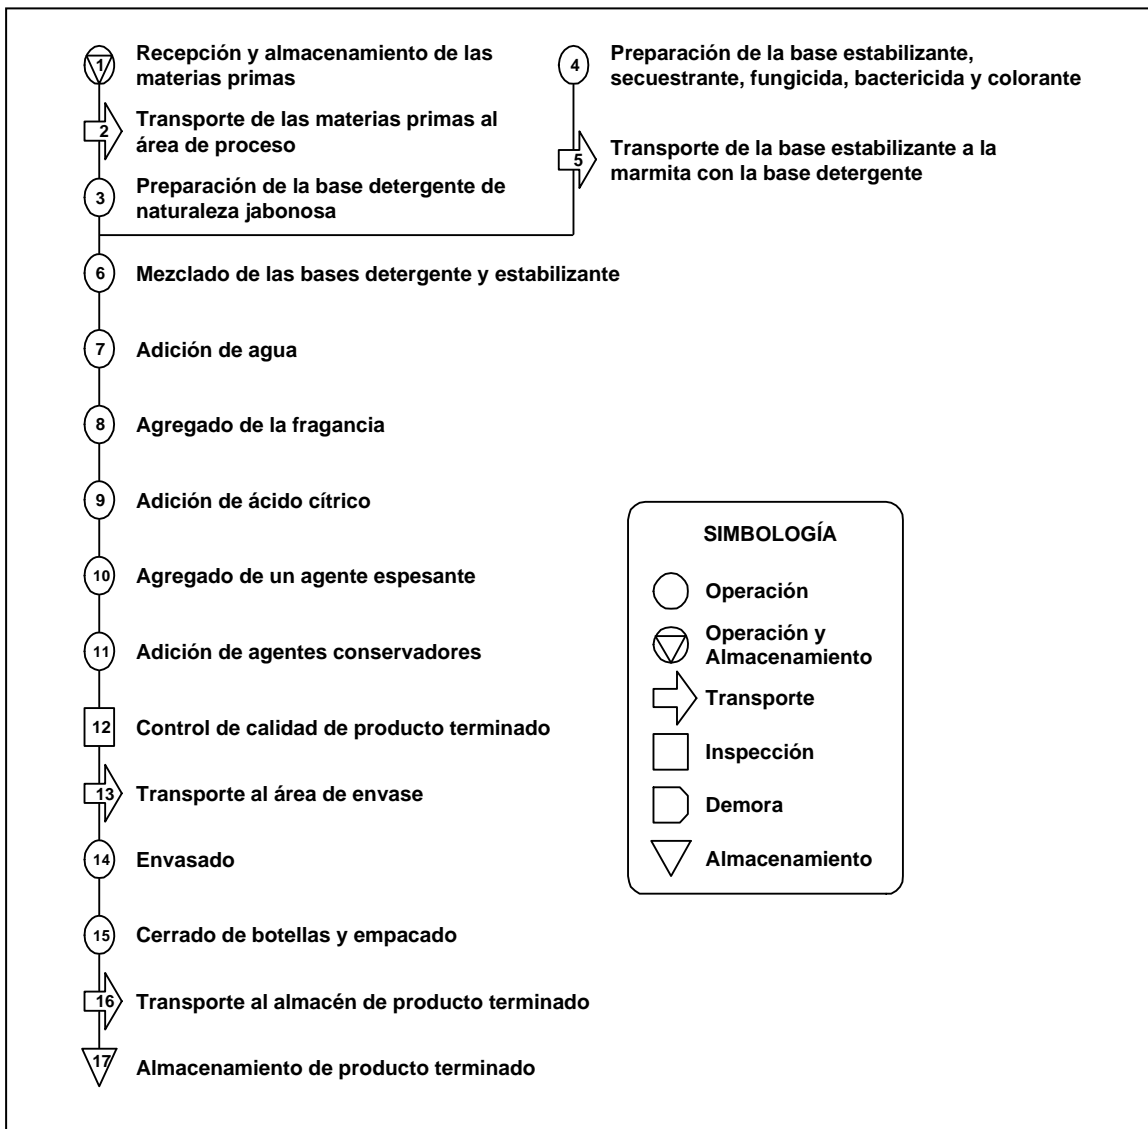 1
Recepción y almacenamiento de las
materias primas
2
Transporte de las materias primas al
área de proceso
3
Preparación de la base detergente de
naturaleza jabonosa
4
Preparación de la base estabilizante,
secuestrante, fungicida, bactericida y colorante
5
Transporte de la base estabilizante a la
marmita con la base detergente
6
Mezclado de las bases detergente y estabilizante
7
Adición de agua
8
Agregado de la fragancia
9
Adición de ácido cítrico
10
Agregado de un agente espesante
11
Adición de agentes conservadores
12
Control de calidad de producto terminado
13
Transporte al área de envase
14
Envasado
15
Cerrado de botellas y empacado
16
Transporte al almacén de producto terminado
17
Almacenamiento de producto terminado
SIMBOLOGÍA
Operación
Operación y
Almacenamiento
Transporte
Inspección
Demora
Almacenamiento